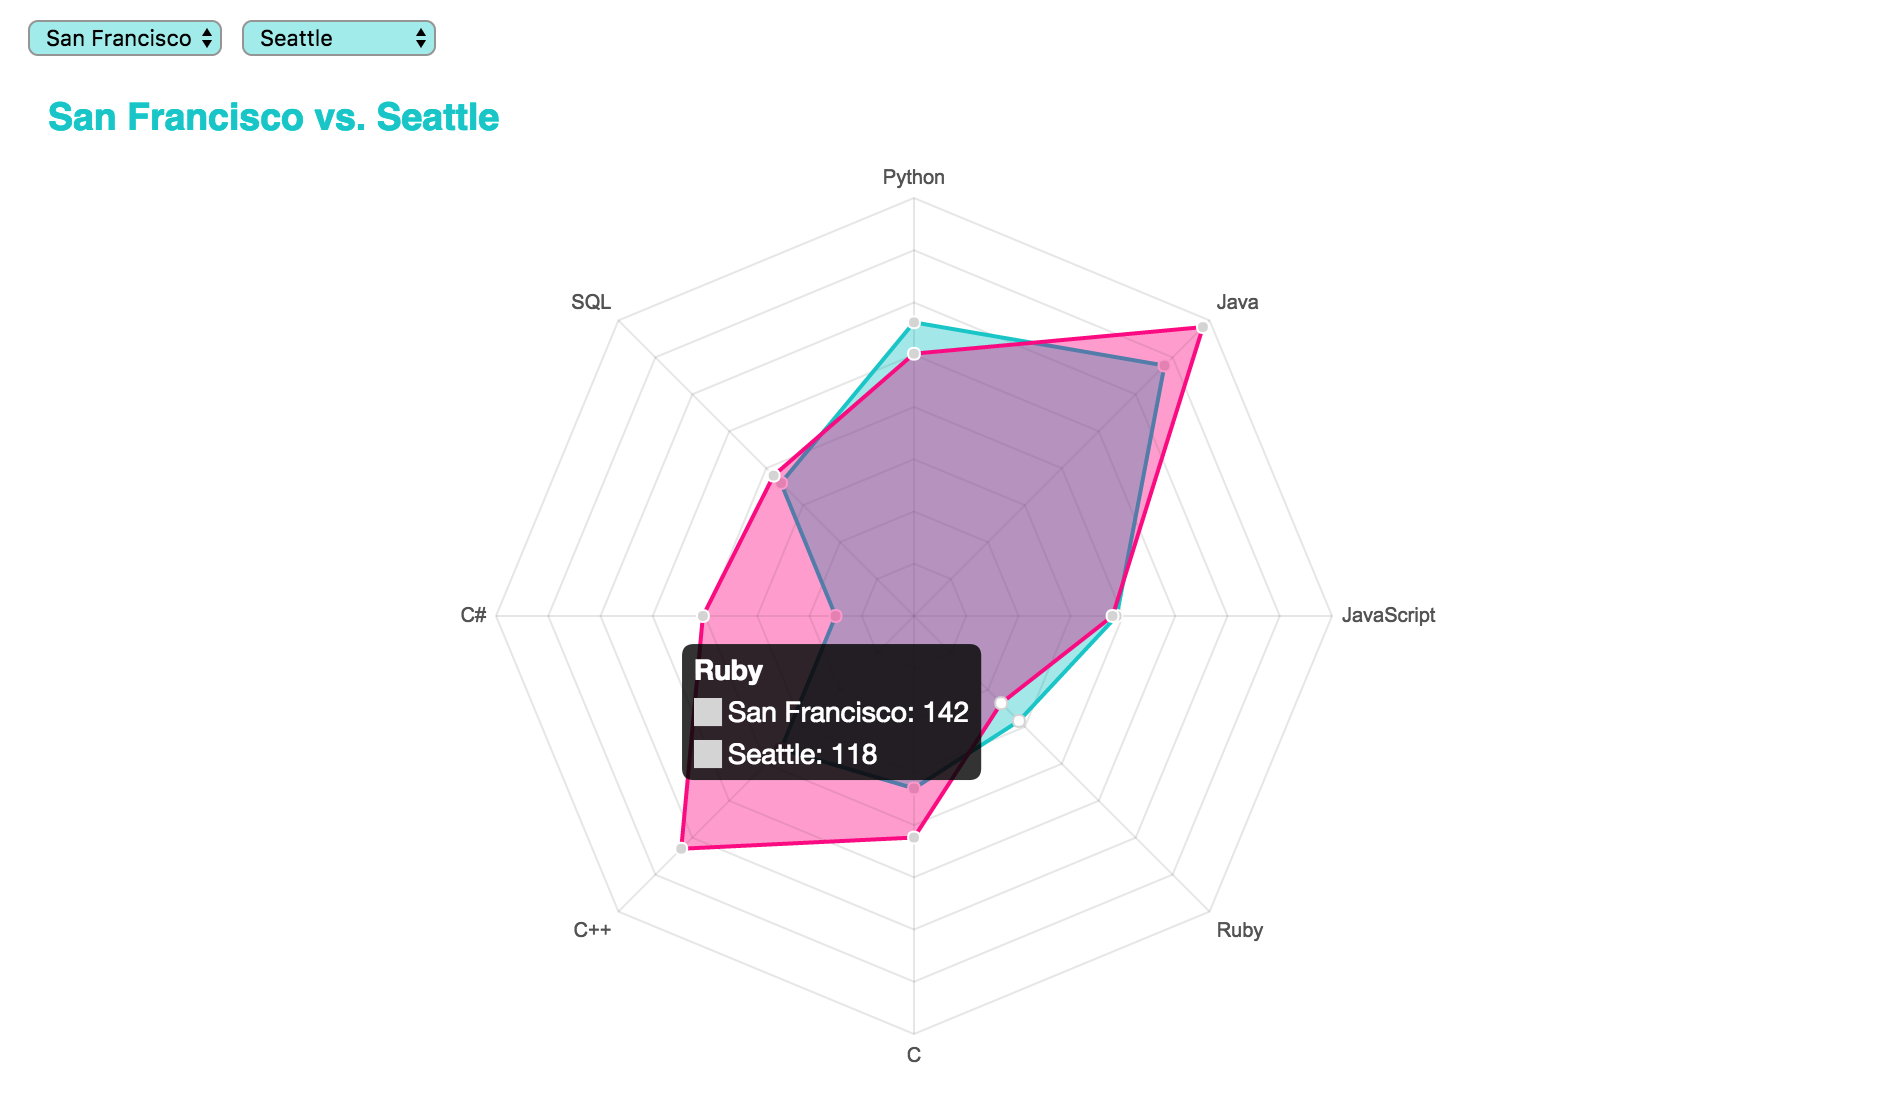 San Francisco
Seattle
San Francisco vs. Seattle
Python
SQL
Java
C#
JavaScript
Ruby
San Francisco: 142
Seattle: 118
C++
Ruby
C